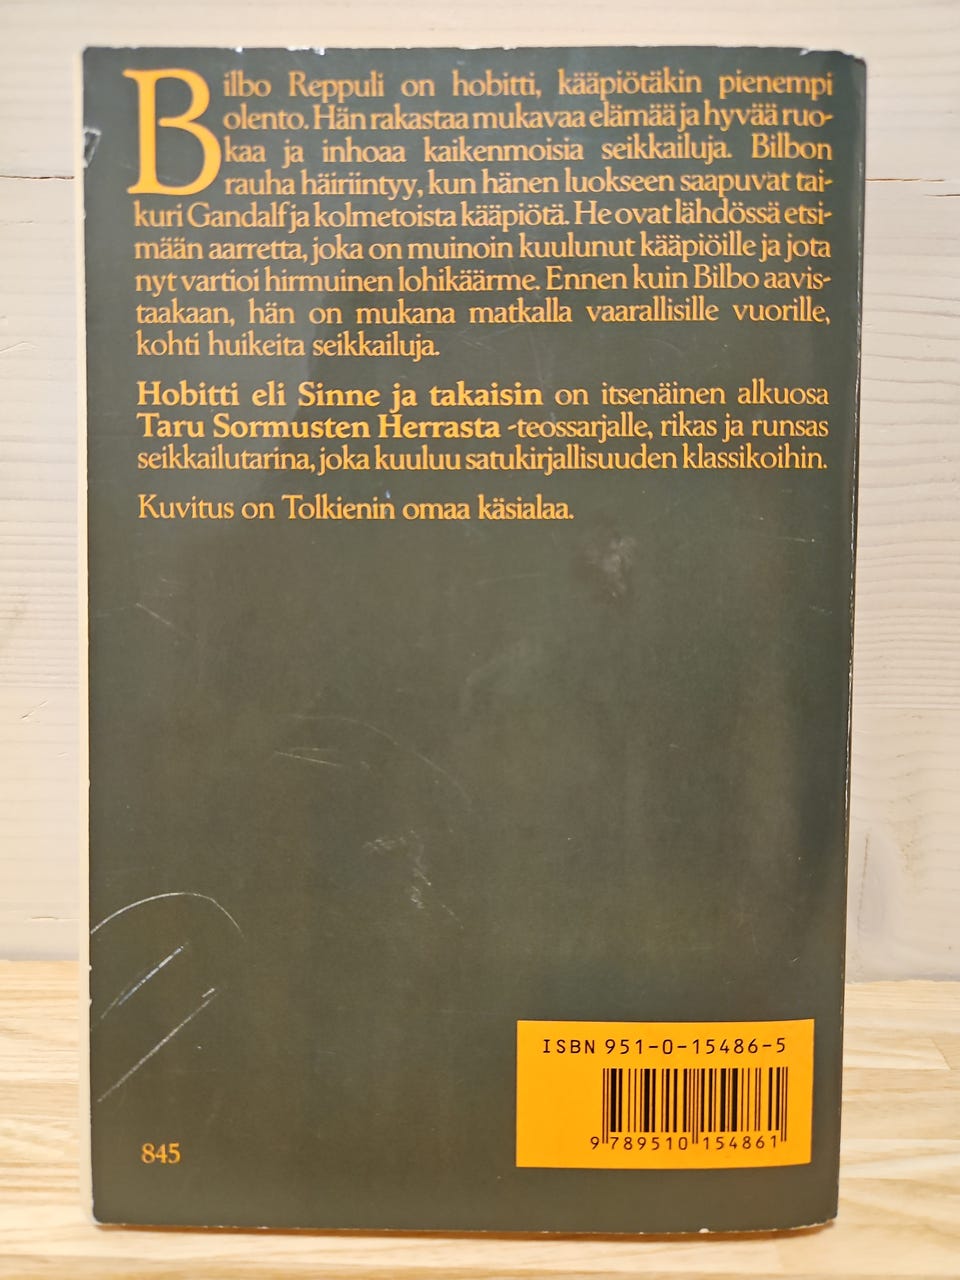 Bilbo Reppuli on hobitti, kääpiötäkin pienempi
olento. Hän rakastaa mukavaa elämää ja hyvää ruo-
kaa ja inhoaa kaikenmoisia seikkailuja. Bilbon
rauha häiriintyy, kun hänen luokseen saapuvat tai-
kuri Gandalf ja kolmetoista kääpiötä. He ovat lähdössä etsi-
mään aarretta, joka on muinoin kuulunut kääpiöille ja jota
nyt vartioi hirmuinen lohikäärme. Ennen kuin Bilbo aavis-
taakaan, hän on mukana matkalla vaarallisille vuorille,
kohti huikeita seikkailuja.
Hobitti eli Sinne ja takaisin on itsenäinen alkuosa
Taru Sormusten Herrasta -teossarjalle, rikas ja runsas
seikkailutarina, joka kuuluu satukirjallisuuden klassikoihin.
Kuvitus on Tolkienin omaa käsialaa.
ISBN 951-0-15486-5
9 789510 154861
845